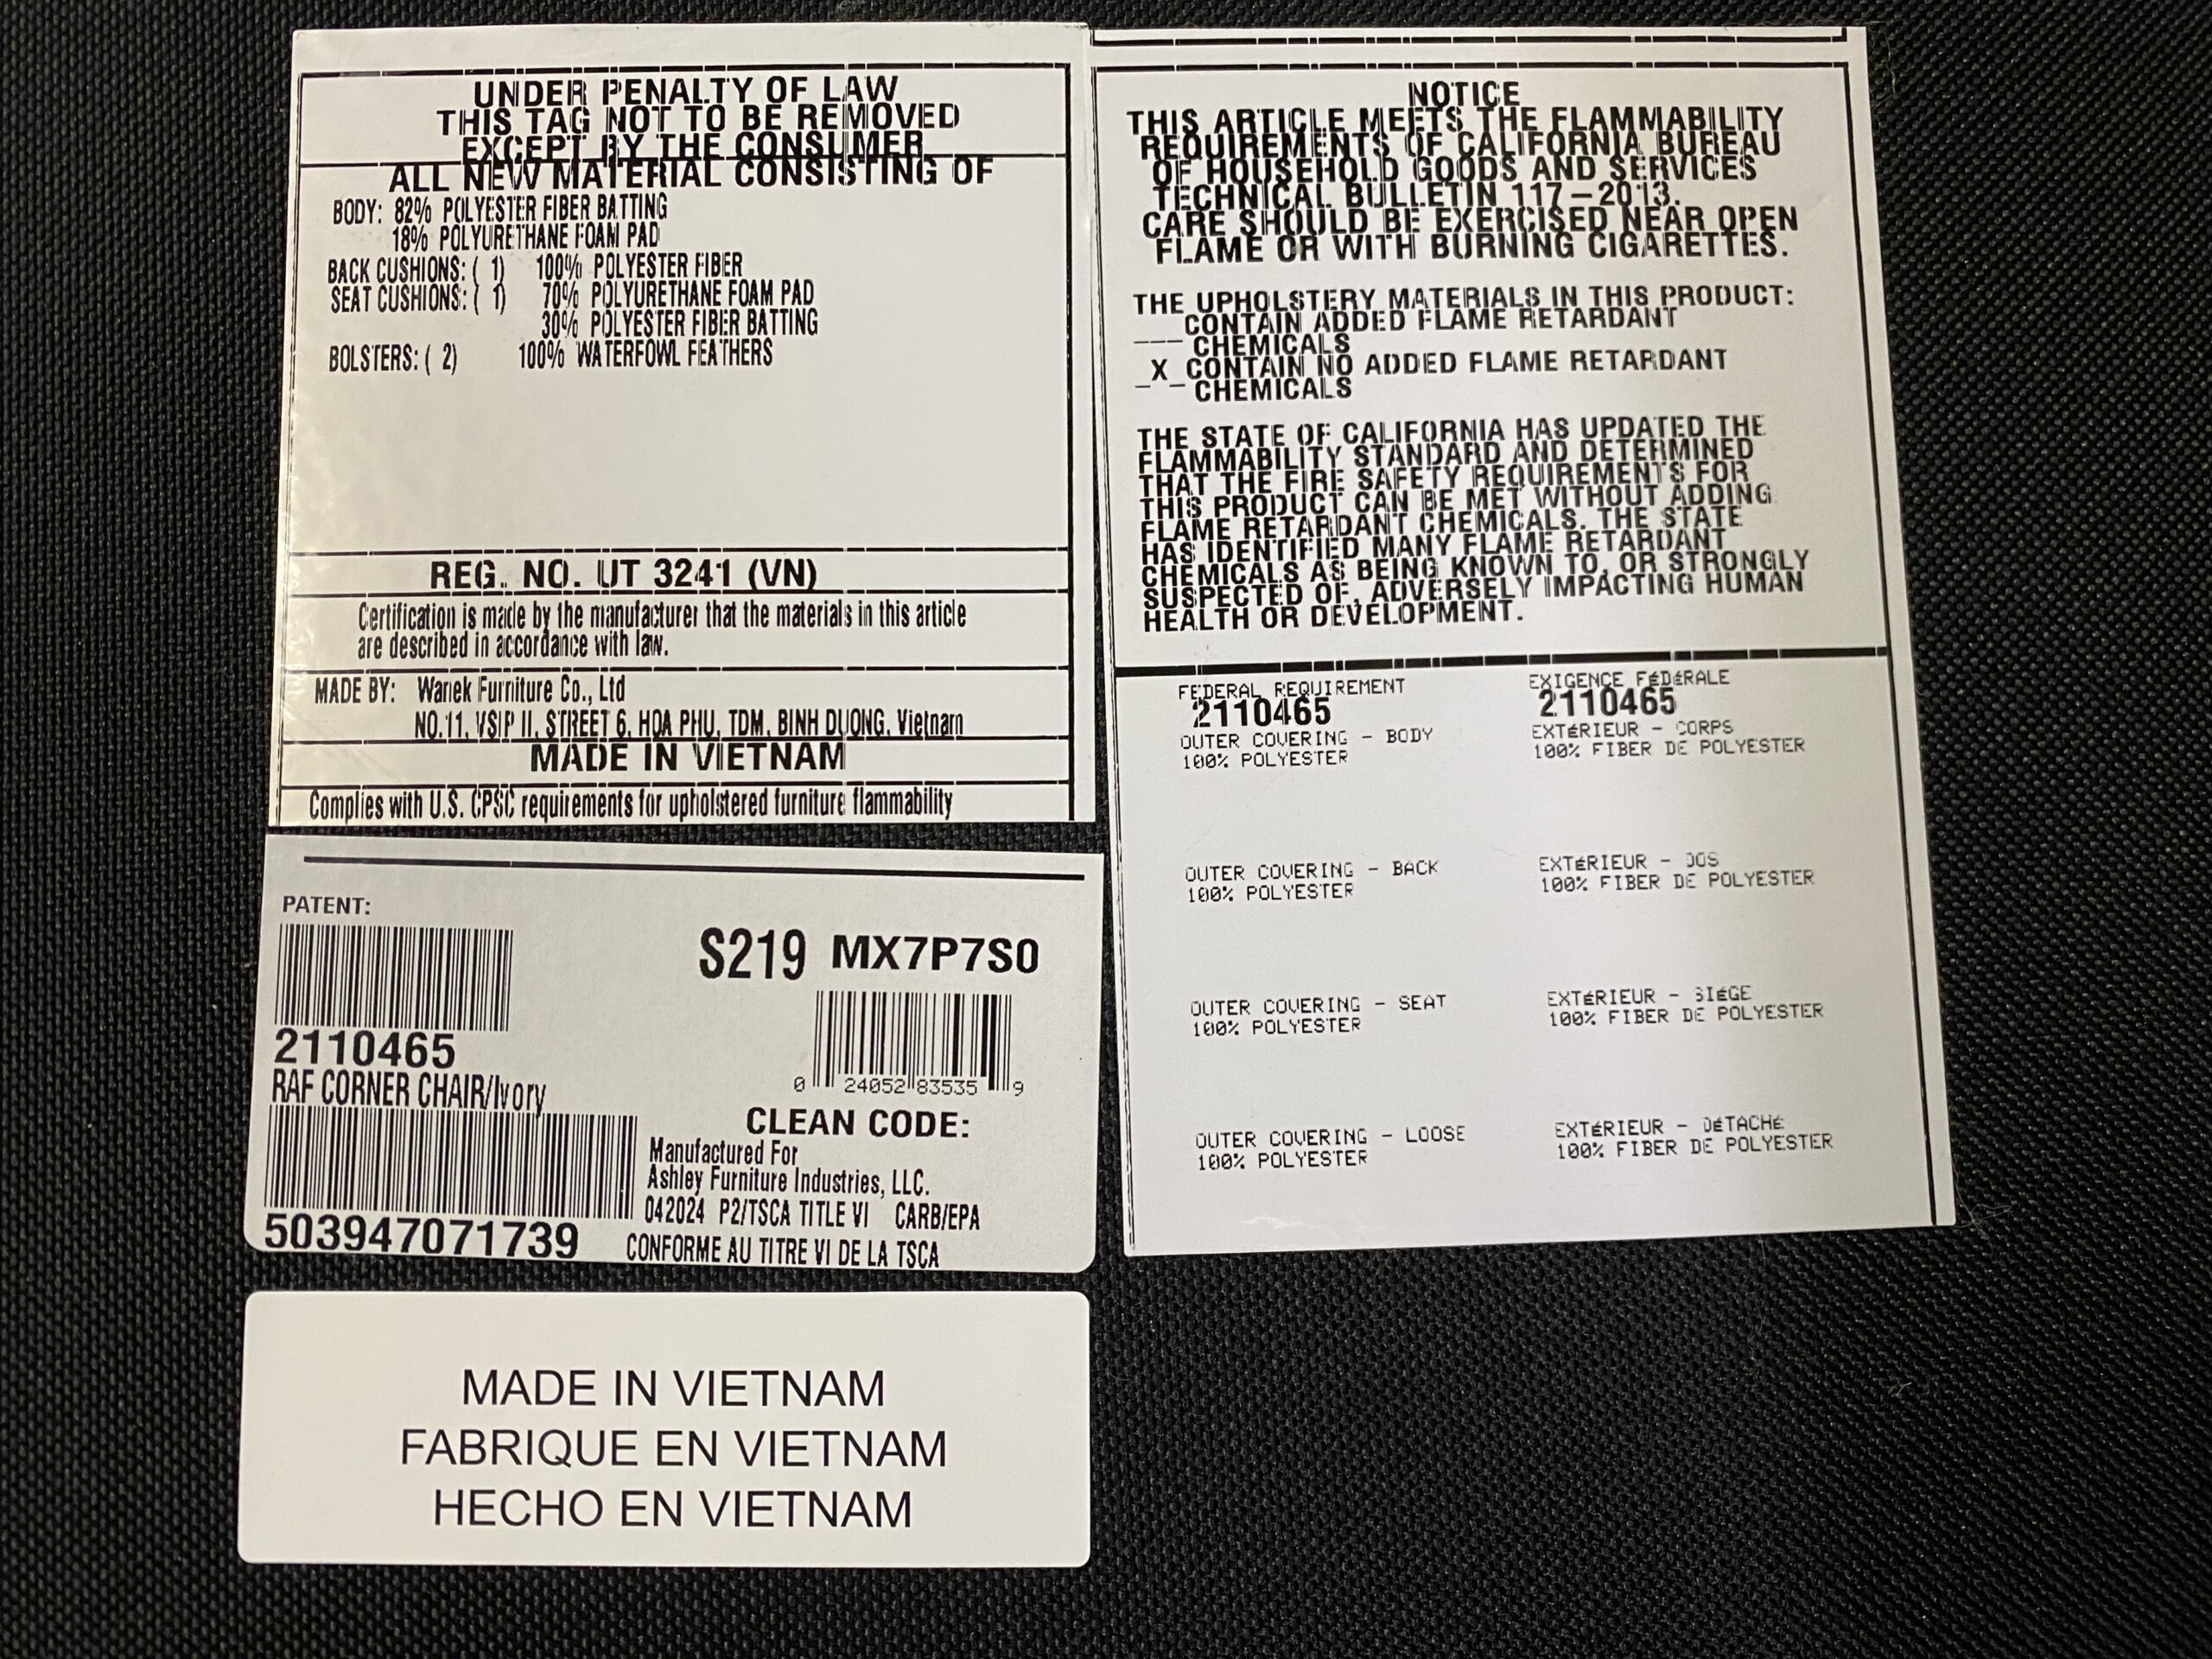 UNDER PENALTY OF LAW
THIS TAG NOT TO BE REMOVED
EXCEPT BY THE CONSUMER
ALL NEW MATERIAL CONSISTING OF
BODY: 82% POLYESTER FIBER BATTING
18% POLYURETHANE FOAM PAD
BACK CUSHIONS: ( 1) 100% POLYESTER FIBER
SEAT CUSHIONS: ( 1) 70% POLYURETHANE FOAM PAD
30% POLYESTER FIBER BATTING
BOLSTERS: ( 2) 100% WATERFOWL FEATHERS
REG. NO. UT 3241 (VN)
Certification is made by the manufacturer that the materials in this article
are described in accordance with law.
MADE BY: Wanek Furniture Co., Ltd
NO.11, VSIP II, STREET 6, HOA PHU, TDM, BINH DUONG, Vietnam
MADE IN VIETNAM
Complies with U.S. CPSC requirements for upholstered furniture flammability
PATENT:
S219 MX7P7S0
2110465
RAF CORNER CHAIR/Ivory
0 24052 83535 9
CLEAN CODE:
Manufactured For
Ashley Furniture Industries, LLC.
042024 P2/TSCA TITLE VI CARB/EPA
503947071739
CONFORME AU TITRE VI DE LA TSCA
MADE IN VIETNAM
FABRIQUE EN VIETNAM
HECHO EN VIETNAM
NOTICE
THIS ARTICLE MEETS THE FLAMMABILITY
REQUIREMENTS OF CALIFORNIA BUREAU
OF HOUSEHOLD GOODS AND SERVICES
TECHNICAL BULLETIN 117-2013.
CARE SHOULD BE EXERCISED NEAR OPEN
FLAME OR WITH BURNING CIGARETTES.
THE UPHOLSTERY MATERIALS IN THIS PRODUCT:
CONTAIN ADDED FLAME RETARDANT
___ CHEMICALS
_X_ CONTAIN NO ADDED FLAME RETARDANT
CHEMICALS
THE STATE OF CALIFORNIA HAS UPDATED THE
FLAMMABILITY STANDARD AND DETERMINED
THAT THE FIRE SAFETY REQUIREMENTS FOR
THIS PRODUCT CAN BE MET WITHOUT ADDING
FLAME RETARDANT CHEMICALS. THE STATE
HAS IDENTIFIED MANY FLAME RETARDANT
CHEMICALS AS BEING KNOWN TO, OR STRONGLY
SUSPECTED OF, ADVERSELY IMPACTING HUMAN
HEALTH OR DEVELOPMENT.
FEDERAL REQUIREMENT
2110465
OUTER COVERING - BODY
100% POLYESTER
OUTER COVERING - BACK
100% POLYESTER
OUTER COVERING - SEAT
100% POLYESTER
OUTER COVERING - LOOSE
100% POLYESTER
EXIGENCE FéDéRALE
2110465
EXTéRIEUR - CORPS
100% FIBER DE POLYESTER
EXTéRIEUR - DOS
100% FIBER DE POLYESTER
EXTéRIEUR - SIéGE
100% FIBER DE POLYESTER
EXTéRIEUR - DéTACHé
100% FIBER DE POLYESTER